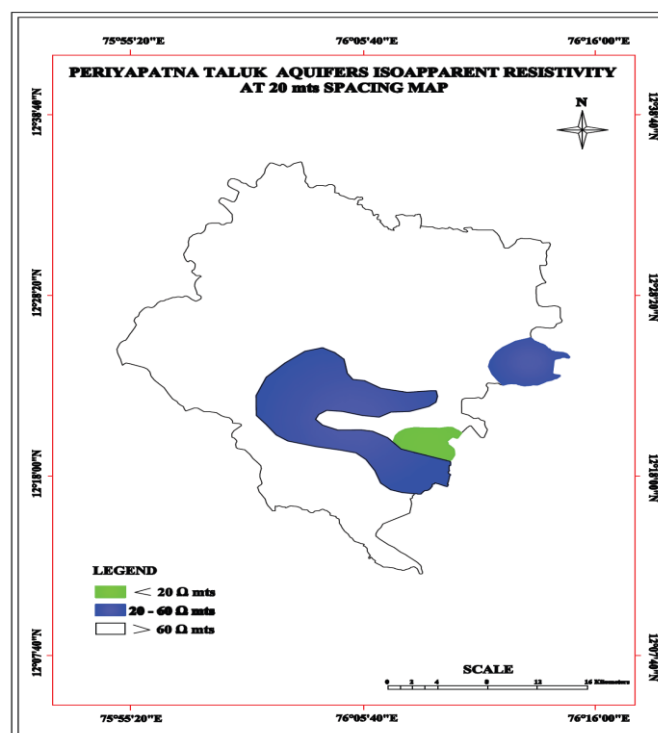 75°55'20"E 76°05'40"E 76°16'00"E
PERIYAPATNA TALUK AQUIFERS ISOAPPARENT RESISTIVITY
AT 20 mts SPACING MAP
12°38'40"N 12°38'40"N
N
12°28'20"N 12°28'20"N
12°18'00"N 12°18'00"N
LEGEND
< 20 Ω mts
20 - 60 Ω mts
> 60 Ω mts
12°07'40"N 12°07'40"N
SCALE
0 2 4 8 12 16 Kilometers
75°55'20"E 76°05'40"E 76°16'00"E